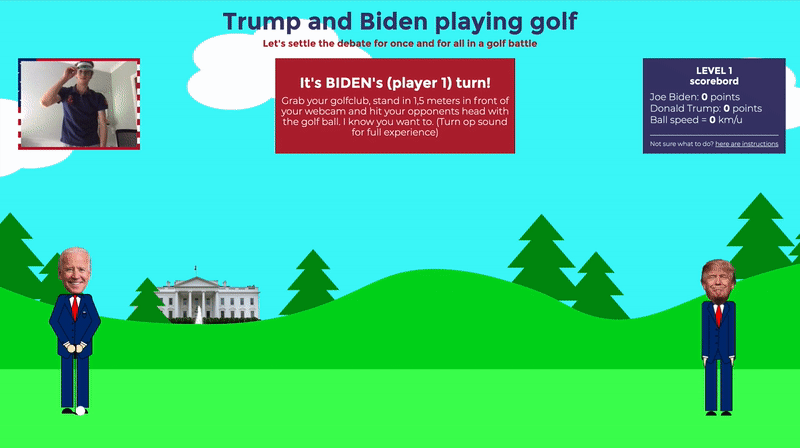 Trump and Biden playing golf
Let's settle the debate for once and for all in a golf battle
It's BIDEN's (player 1) turn!
Grab your golfclub, stand in 1,5 meters in front of
your webcam and hit your opponents head with
the golf ball. I know you want to. (Turn op sound
for full experience)
LEVEL 1
scorebord
Joe Biden: 0 points
Donald Trump: 0 points
Ball speed = 0 km/u
Not sure what to do? here are instructions